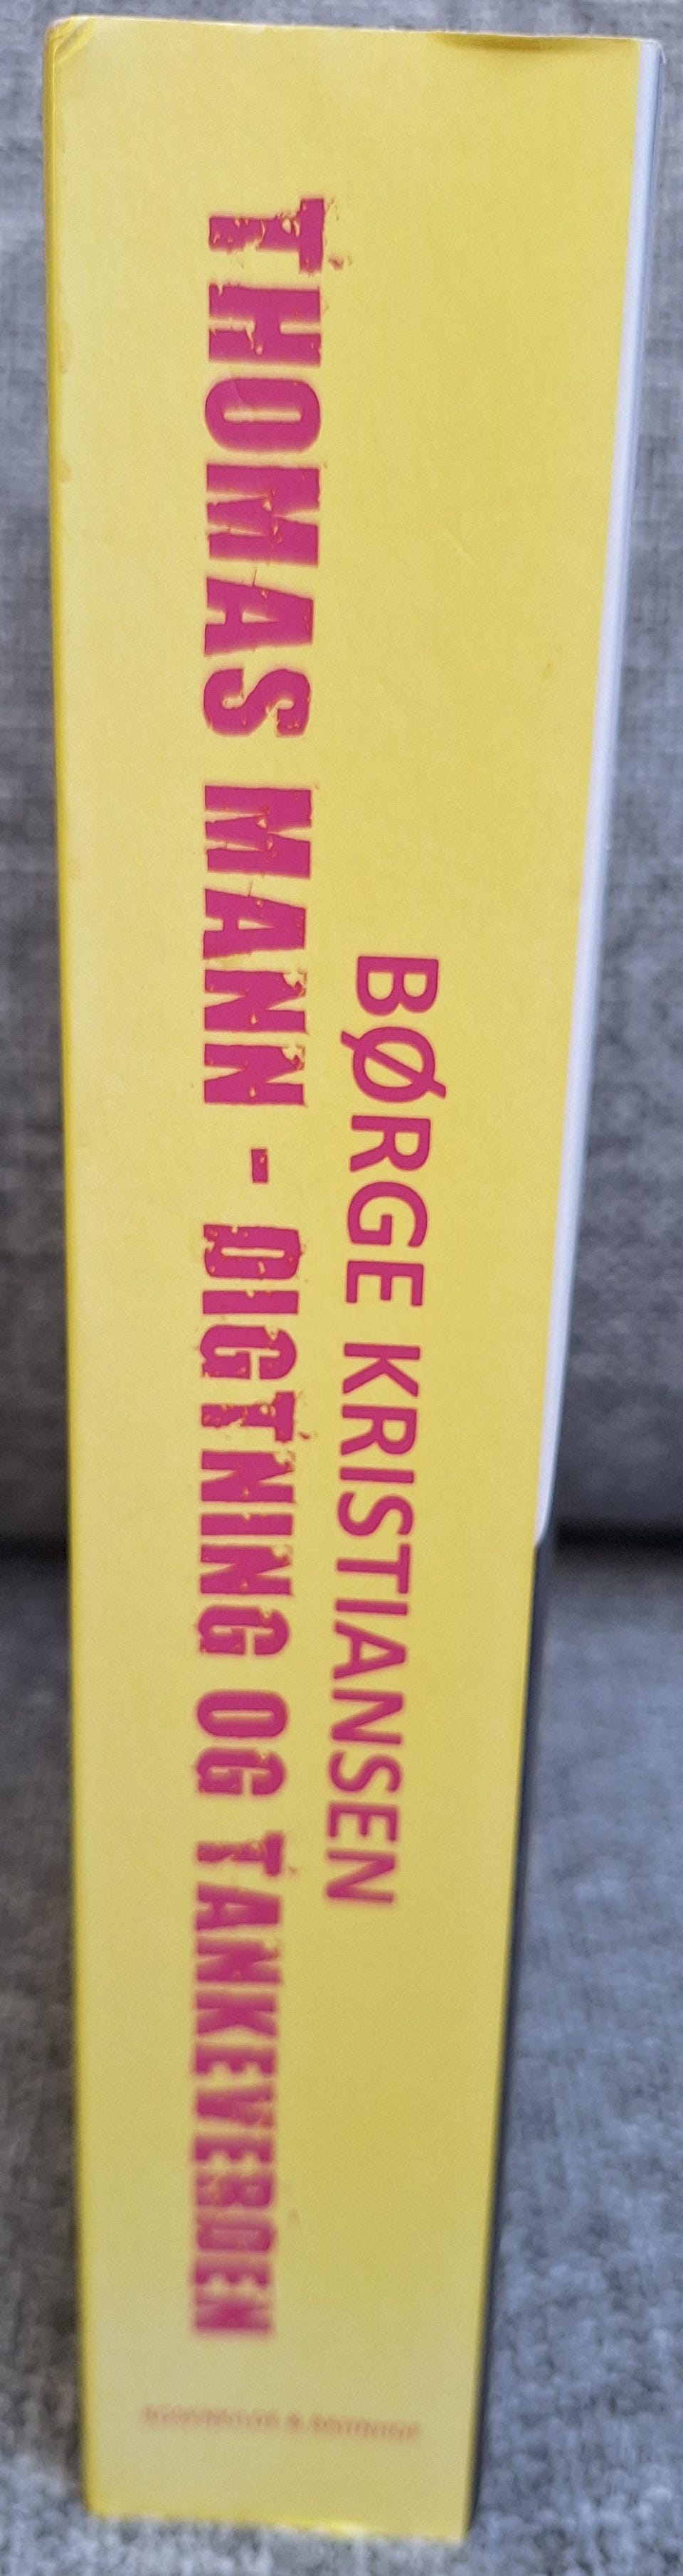 BØRGE KRISTIANSEN
THOMAS MANN - DIGTNING OG TANKEVERDEN